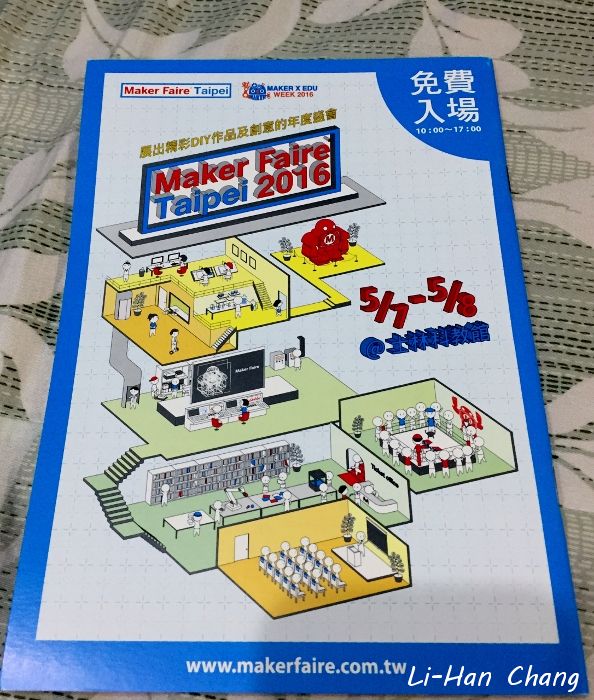 Maker Faire Taipei
MAKER X EDU
WEEK 2016
免費
入場
10:00~17:00
展出精彩DIY作品及創意的年度盛會
Maker Faire
Taipei 2016
M
5/7-5/8
@士林科教館
Maker Faire
Ticket office
www.makerfaire.com.tw
Li-Han Chang